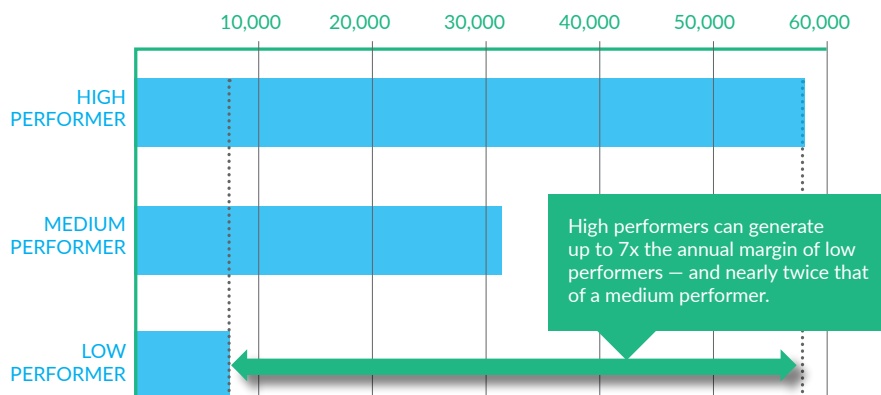 10,000 20,000 30,000 40,000 50,000 60,000
HIGH
PERFORMER
MEDIUM
PERFORMER
High performers can generate
up to 7x the annual margin of low
performers — and nearly twice that
of a medium performer.
LOW
PERFORMER